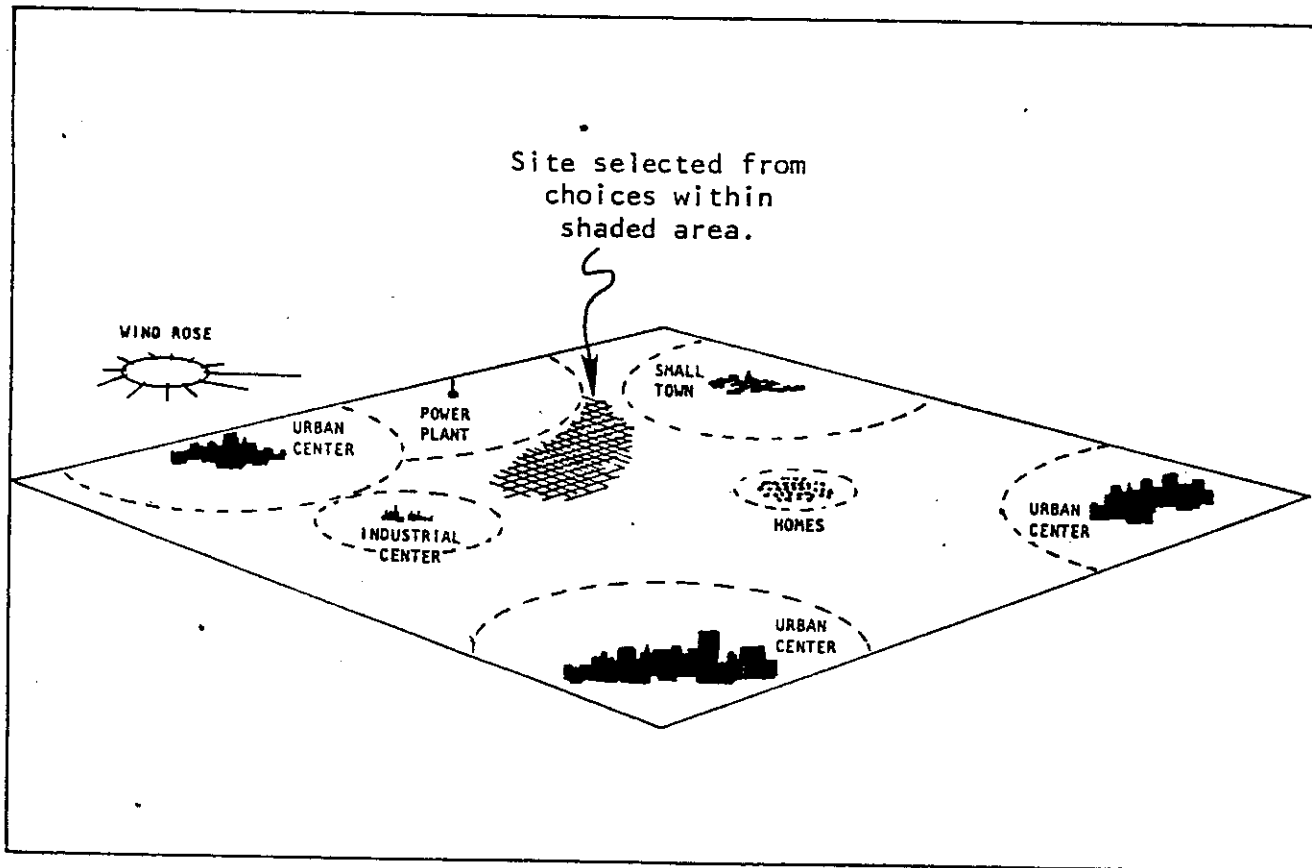 Site selected from
choices within
shaded area.
WIND ROSE
SMALL
TOWN
POWER
PLANT
URBAN
CENTER
INDUSTRIAL
CENTER
HOMES
URBAN
CENTER
URBAN
CENTER